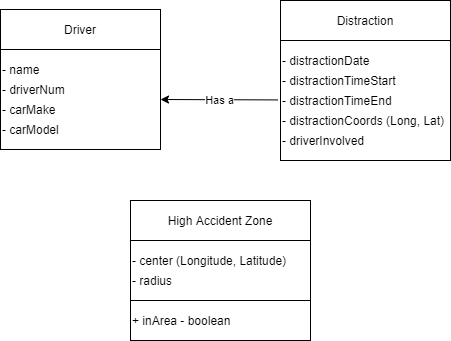 Driver
- name
- driverNum
- carMake
- carModel
Has a
Distraction
- distractionDate
- distractionTimeStart
- distractionTimeEnd
- distractionCoords (Long, Lat)
- driverInvolved
High Accident Zone
- center (Longitude, Latitude)
- radius
+ inArea - boolean